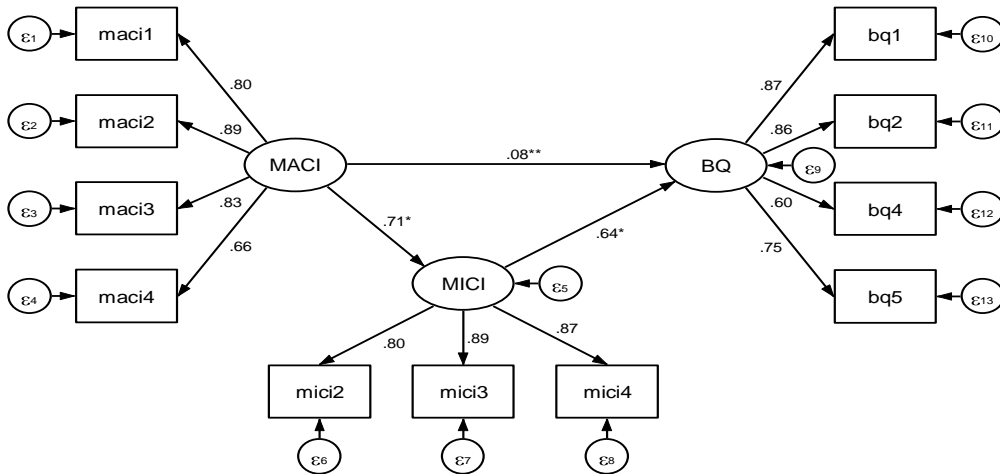 ε1 maci1 bq1 ε10
.80 .87
ε2 maci2 bq2 ε11
.89 .86
MACI .08** BQ ε9
ε3 maci3 .83 .60 bq4 ε12
.71* .64*
.66 .75
ε4 maci4 MICI ε5 bq5 ε13
.80 .89 .87
mici2 mici3 mici4
ε6 ε7 ε8